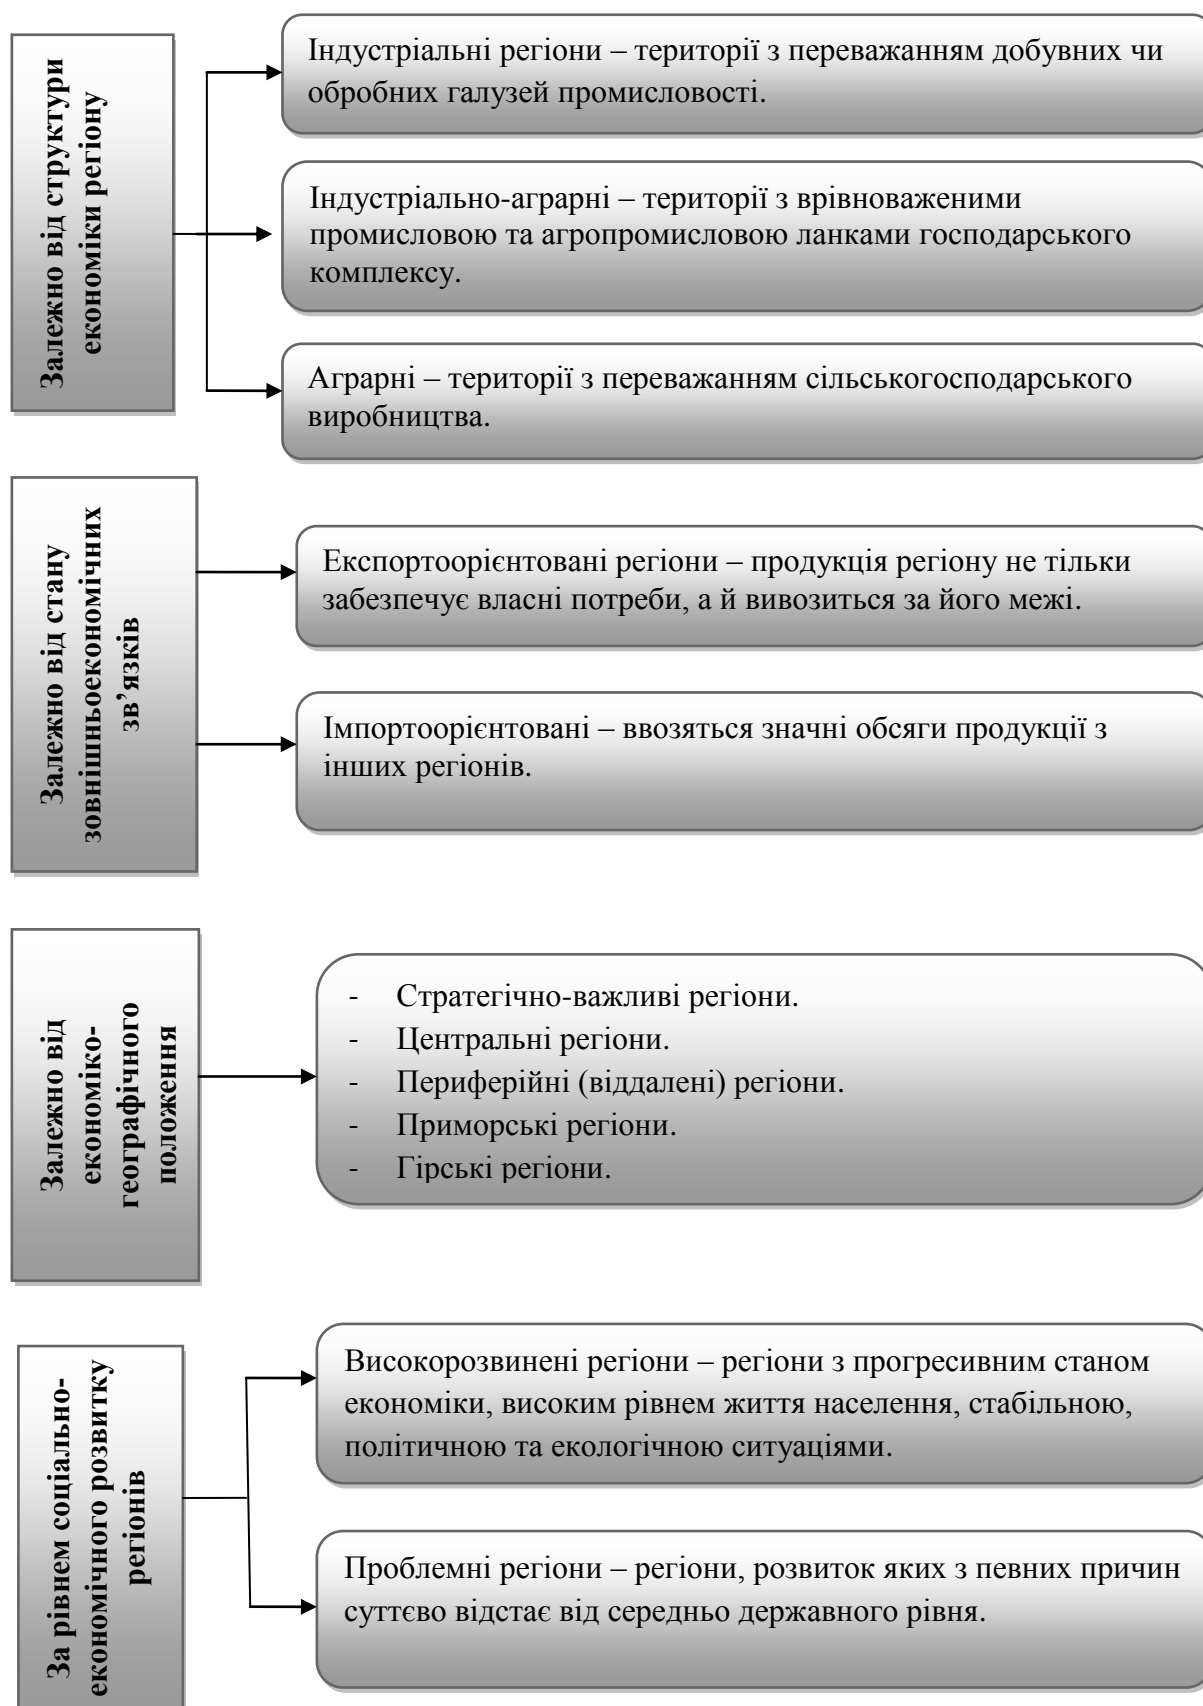 Залежно від структури
економіки регіону
Індустріальні регіони – території з переважанням добувних чи
обробних галузей промисловості.
Індустріально-аграрні – території з врівноваженими
промисловою та агропромисловою ланками господарського
комплексу.
Аграрні – території з переважанням сільськогосподарського
виробництва.
Залежно від стану
зовнішньоекономічних
зв’язків
Експортоорієнтовані регіони – продукція регіону не тільки
забезпечує власні потреби, а й вивозиться за його межі.
Імпортоорієнтовані – ввозяться значні обсяги продукції з
інших регіонів.
Залежно від
економіко-
географічного
положення
- Стратегічно-важливі регіони.
- Центральні регіони.
- Периферійні (віддалені) регіони.
- Приморські регіони.
- Гірські регіони.
За рівнем соціально-
економічного розвитку
регіонів
Високорозвинені регіони – регіони з прогресивним станом
економіки, високим рівнем життя населення, стабільною,
політичною та екологічною ситуаціями.
Проблемні регіони – регіони, розвиток яких з певних причин
суттєво відстає від середньо державного рівня.